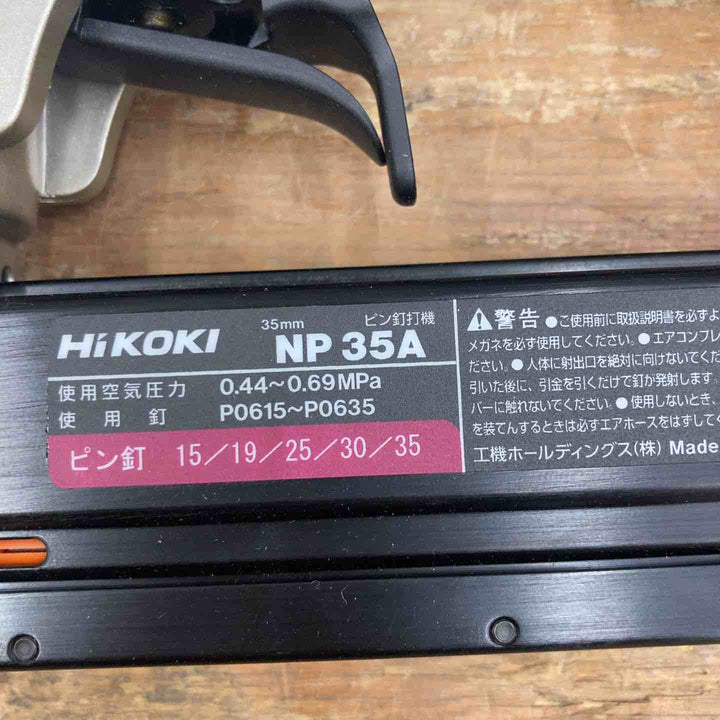 HiKOKI
35mm
ピン釘打機
NP 35A
使用空気圧力 0.44～0.69MPa
使用釘 P0615～P0635
ピン釘 15／19／25／30／35
警告 ●ご使用前に取扱説明書を必ずよ
メガネを必ず使用してください。●エアコンプレ
ださい。●人体に射出口を絶対に向けないでくだ
引いた後に、引金を引くだけで釘が発射します。
バーに触れないでください。●使用しないとき、
を装てんするときは必ずエアホースをはずしてく
工機ホールディングス(株) Made